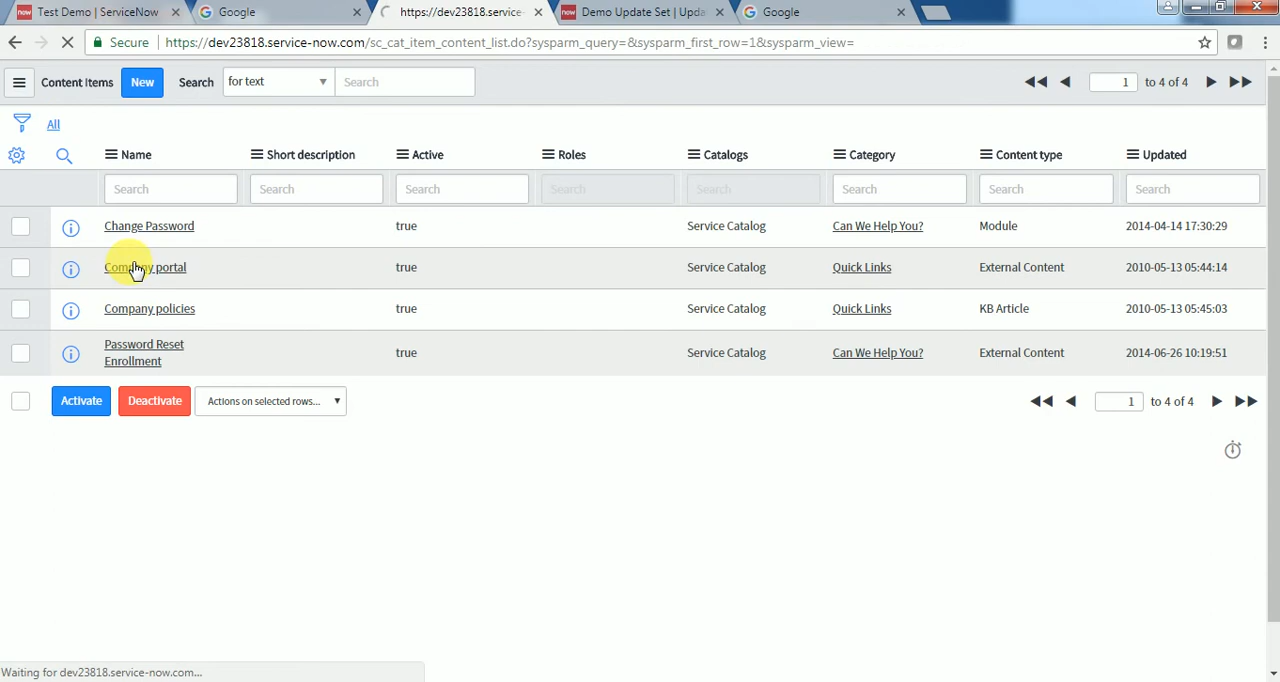 Test Demo | ServiceNow
Google
https://dev23818.service-
Demo Update Set | Upda
Google
Secure
https://dev23818.service-now.com/sc_cat_item_content_list.do?sysparm_query=&sysparm_first_row=1&sysparm_view=
Content Items
New
Search
for text
Search
1
to 4 of 4
All
Name
Short description
Active
Roles
Catalogs
Category
Content type
Updated
Search
Search
Search
Search
Search
Search
Search
Search
Change Password
true
Service Catalog
Can We Help You?
Module
2014-04-14 17:30:29
Company portal
true
Service Catalog
Quick Links
External Content
2010-05-13 05:44:14
Company policies
true
Service Catalog
Quick Links
KB Article
2010-05-13 05:45:03
Password Reset
Enrollment
true
Service Catalog
Can We Help You?
External Content
2014-06-26 10:19:51
Activate
Deactivate
Actions on selected rows...
1
to 4 of 4
Waiting for dev23818.service-now.com...